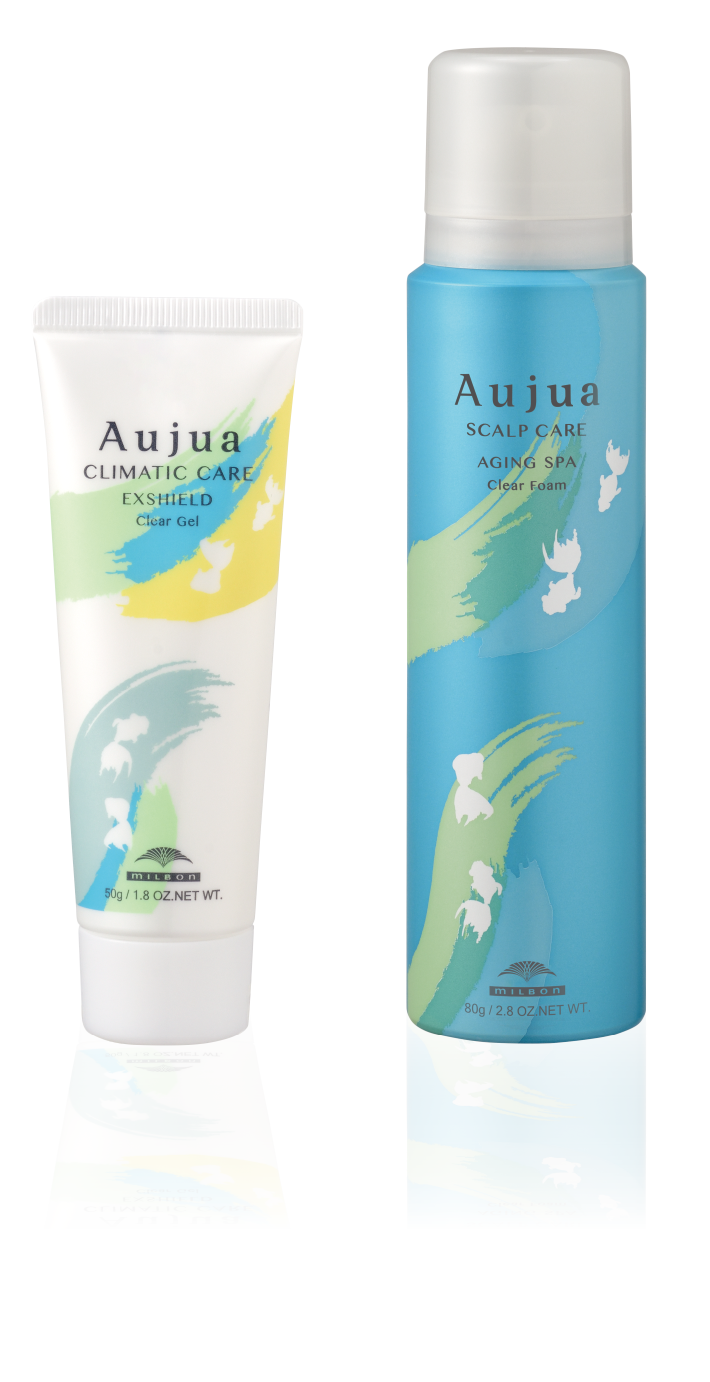 Aujua
CLIMATIC CARE
EXSHIELD
Clear Gel
MILBON
50g / 1.8 OZ.NET WT.
Aujua
SCALP CARE
AGING SPA
Clear Foam
MILBON
80g / 2.8 OZ.NET WT.